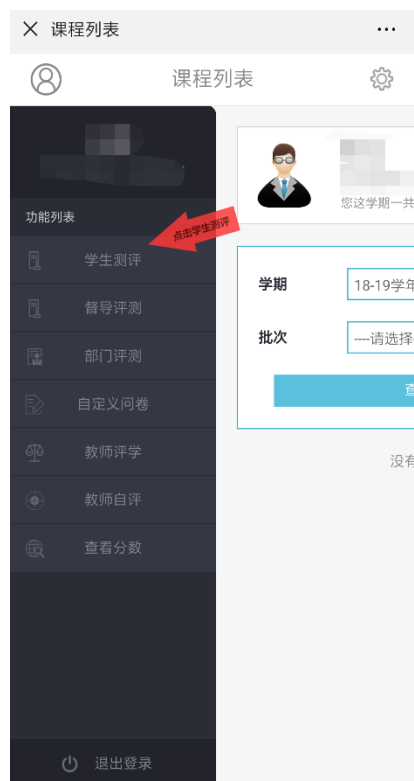 课程列表
课程列表
您这学期一共
功能列表
点击学生测评
学生测评
督导评测
部门评测
自定义问卷
教师评学
教师自评
查看分数
退出登录
学期
18-19学年
批次
----请选择
查
没有